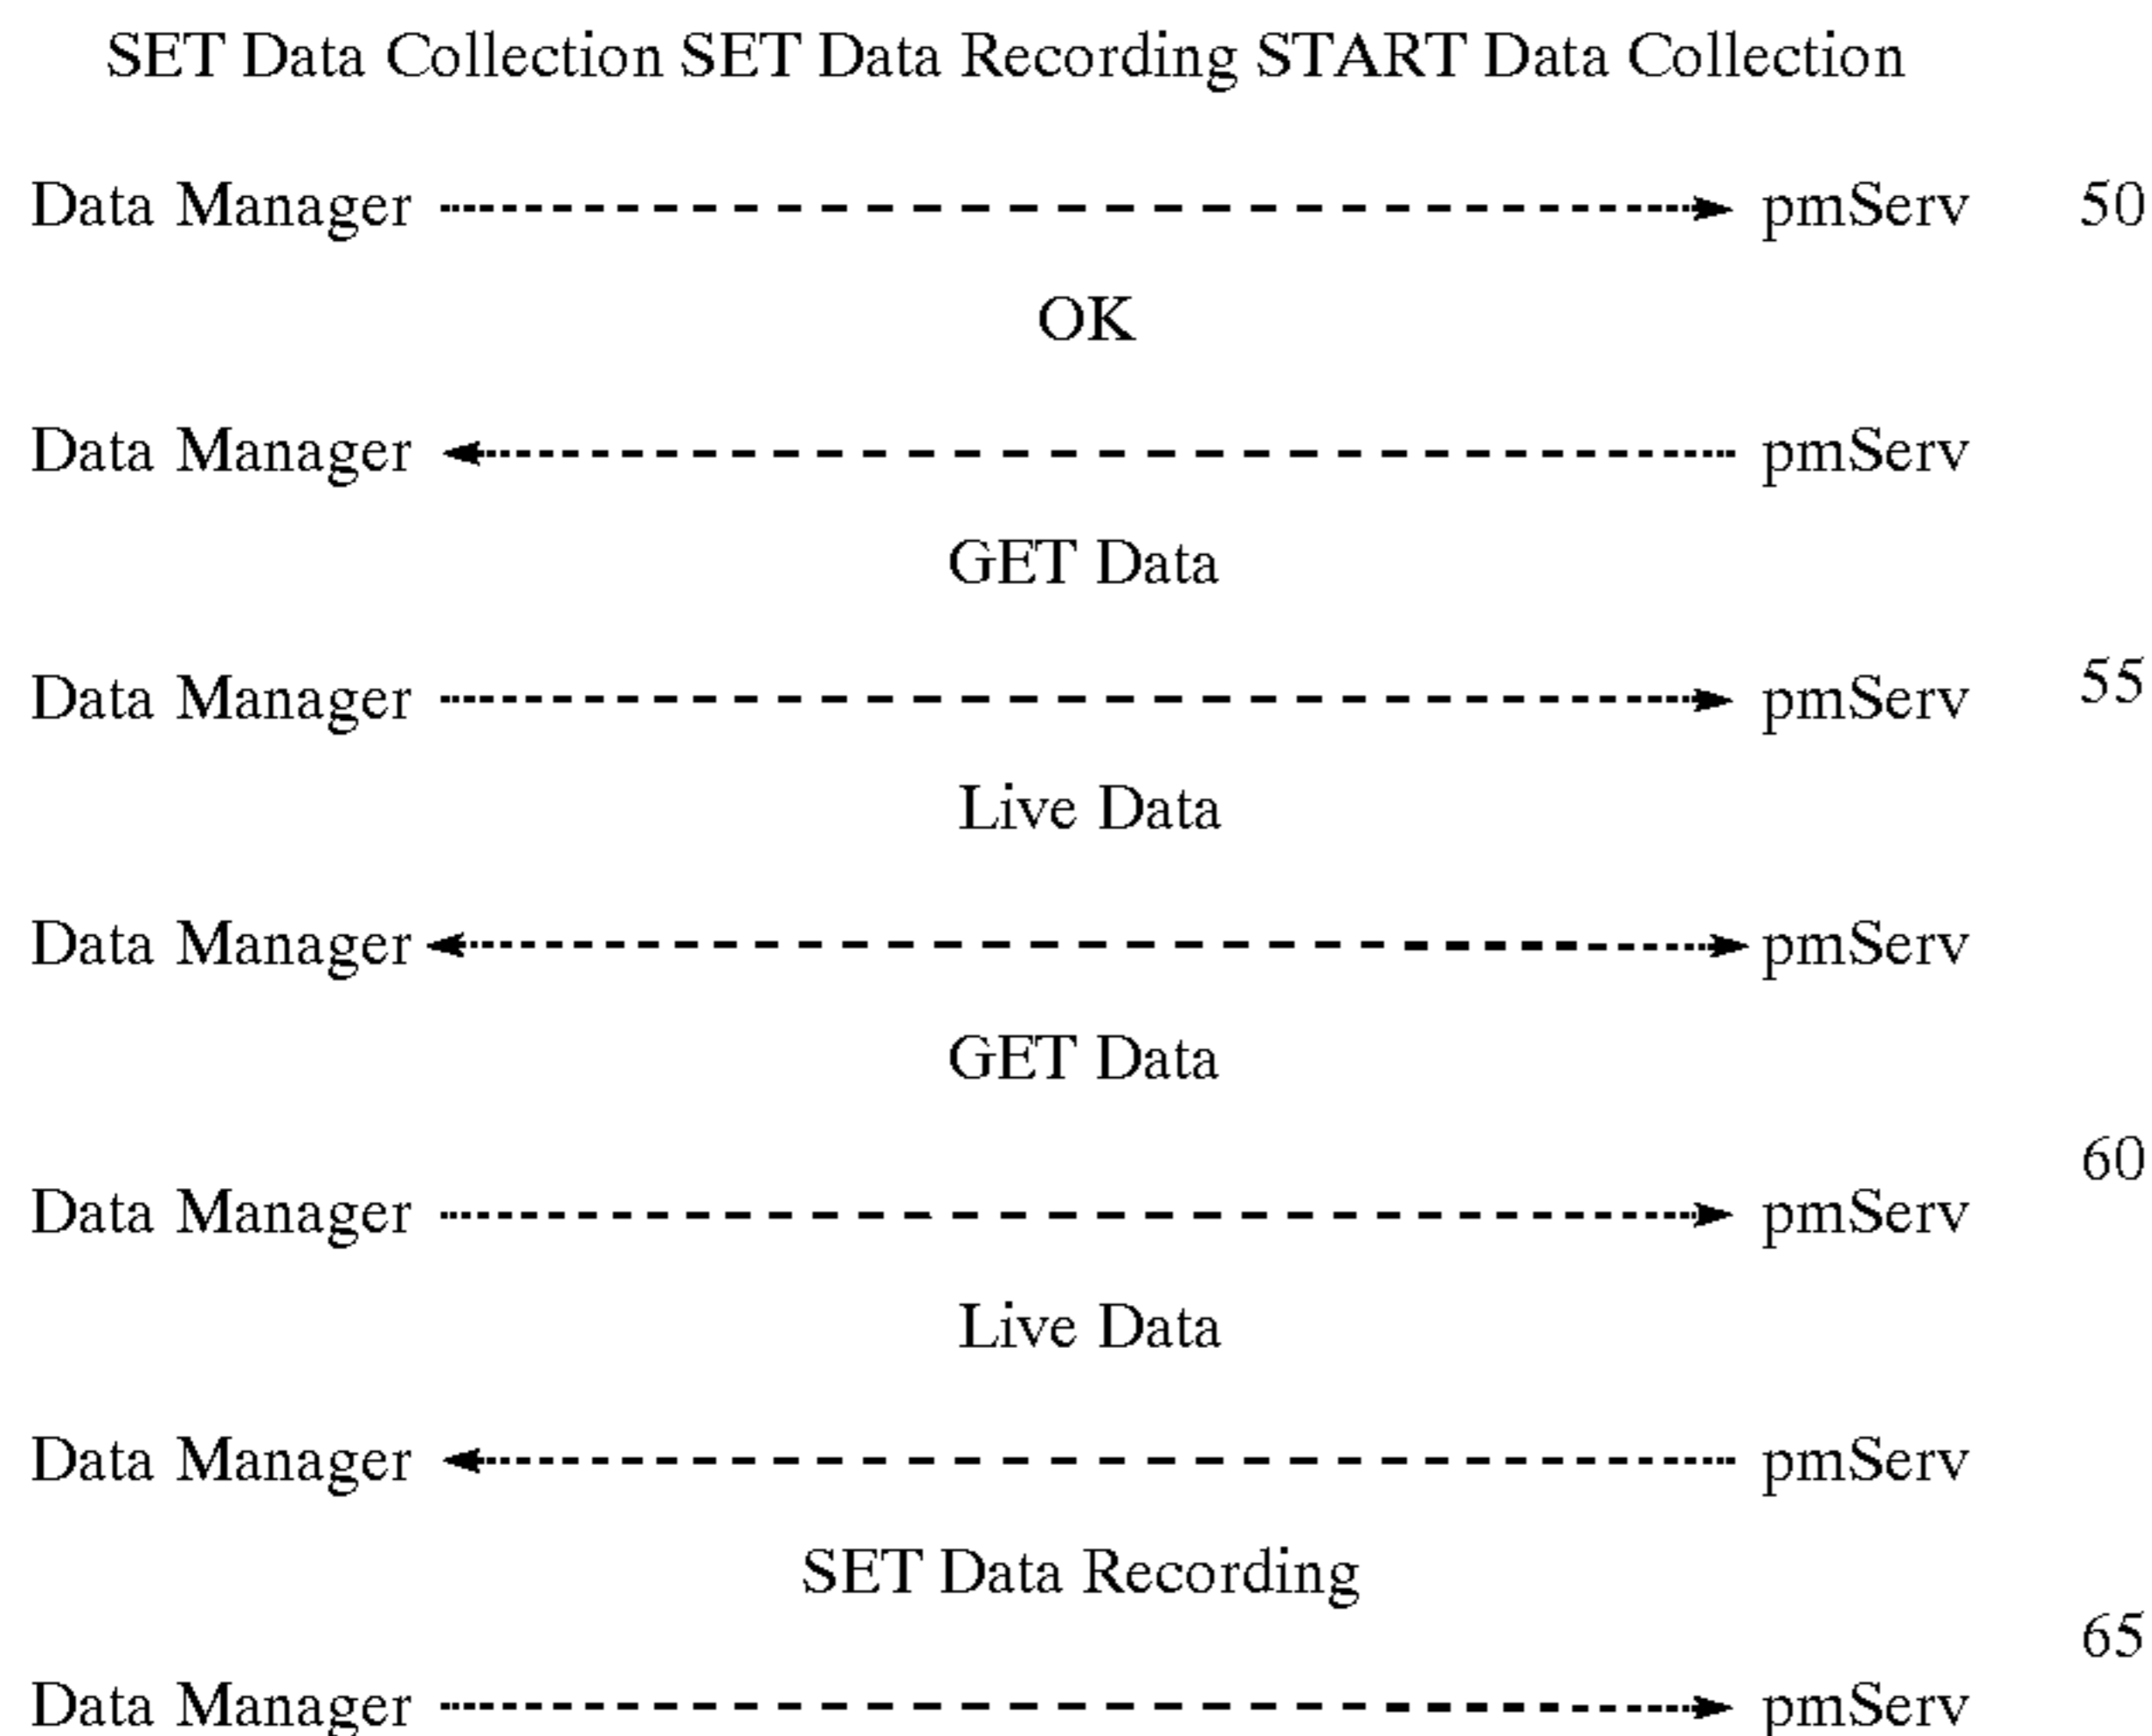 SET Data Collection SET Data Recording START Data Collection
Data Manager pmServ 50
OK
Data Manager pmServ
GET Data
Data Manager pmServ 55
Live Data
Data Manager pmServ
GET Data
60
Data Manager pmServ
Live Data
Data Manager pmServ
SET Data Recording
65
Data Manager pmServ